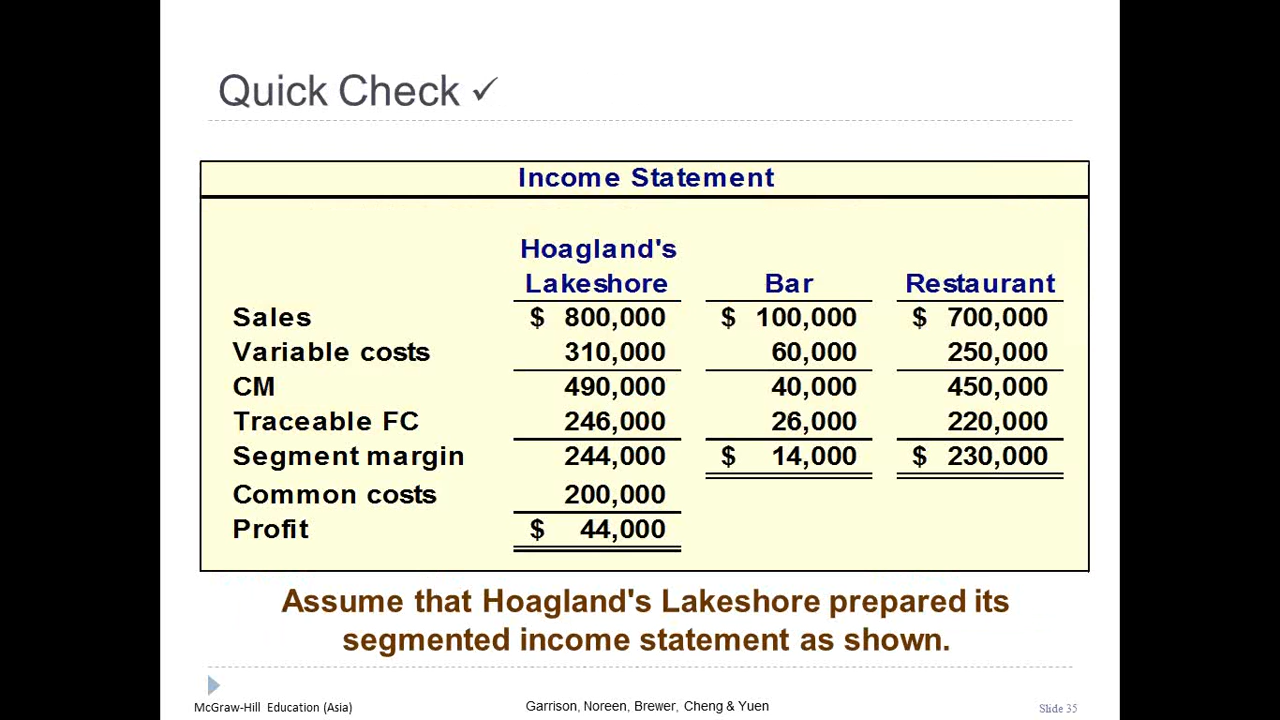 Quick Check ✓
Income Statement
Hoagland's
Lakeshore Bar Restaurant
Sales $ 800,000 $ 100,000 $ 700,000
Variable costs 310,000 60,000 250,000
CM 490,000 40,000 450,000
Traceable FC 246,000 26,000 220,000
Segment margin 244,000 $ 14,000 $ 230,000
Common costs 200,000
Profit $ 44,000
Assume that Hoagland's Lakeshore prepared its
segmented income statement as shown.
McGraw-Hill Education (Asia) Garrison, Noreen, Brewer, Cheng & Yuen Slide 35